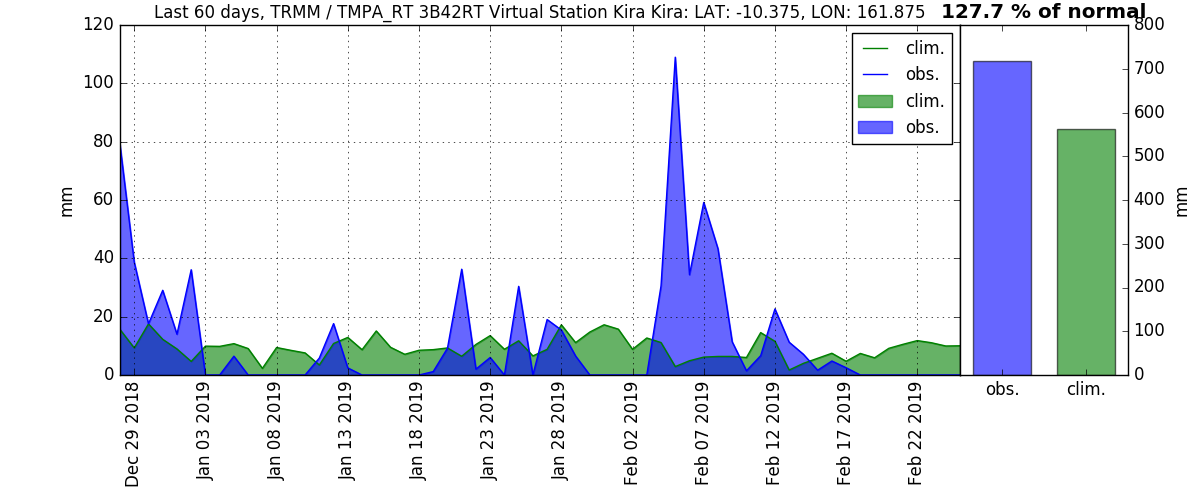 Last 60 days, TRMM / TMPA_RT 3B42RT Virtual Station Kira Kira: LAT: -10.375, LON: 161.875 127.7 % of normal
120
100
80
60
40
20
0
mm
clim.
obs.
clim.
obs.
Dec 29 2018
Jan 03 2019
Jan 08 2019
Jan 13 2019
Jan 18 2019
Jan 23 2019
Jan 28 2019
Feb 02 2019
Feb 07 2019
Feb 12 2019
Feb 17 2019
Feb 22 2019
800
700
600
500
400
300
200
100
0
mm
obs. clim.